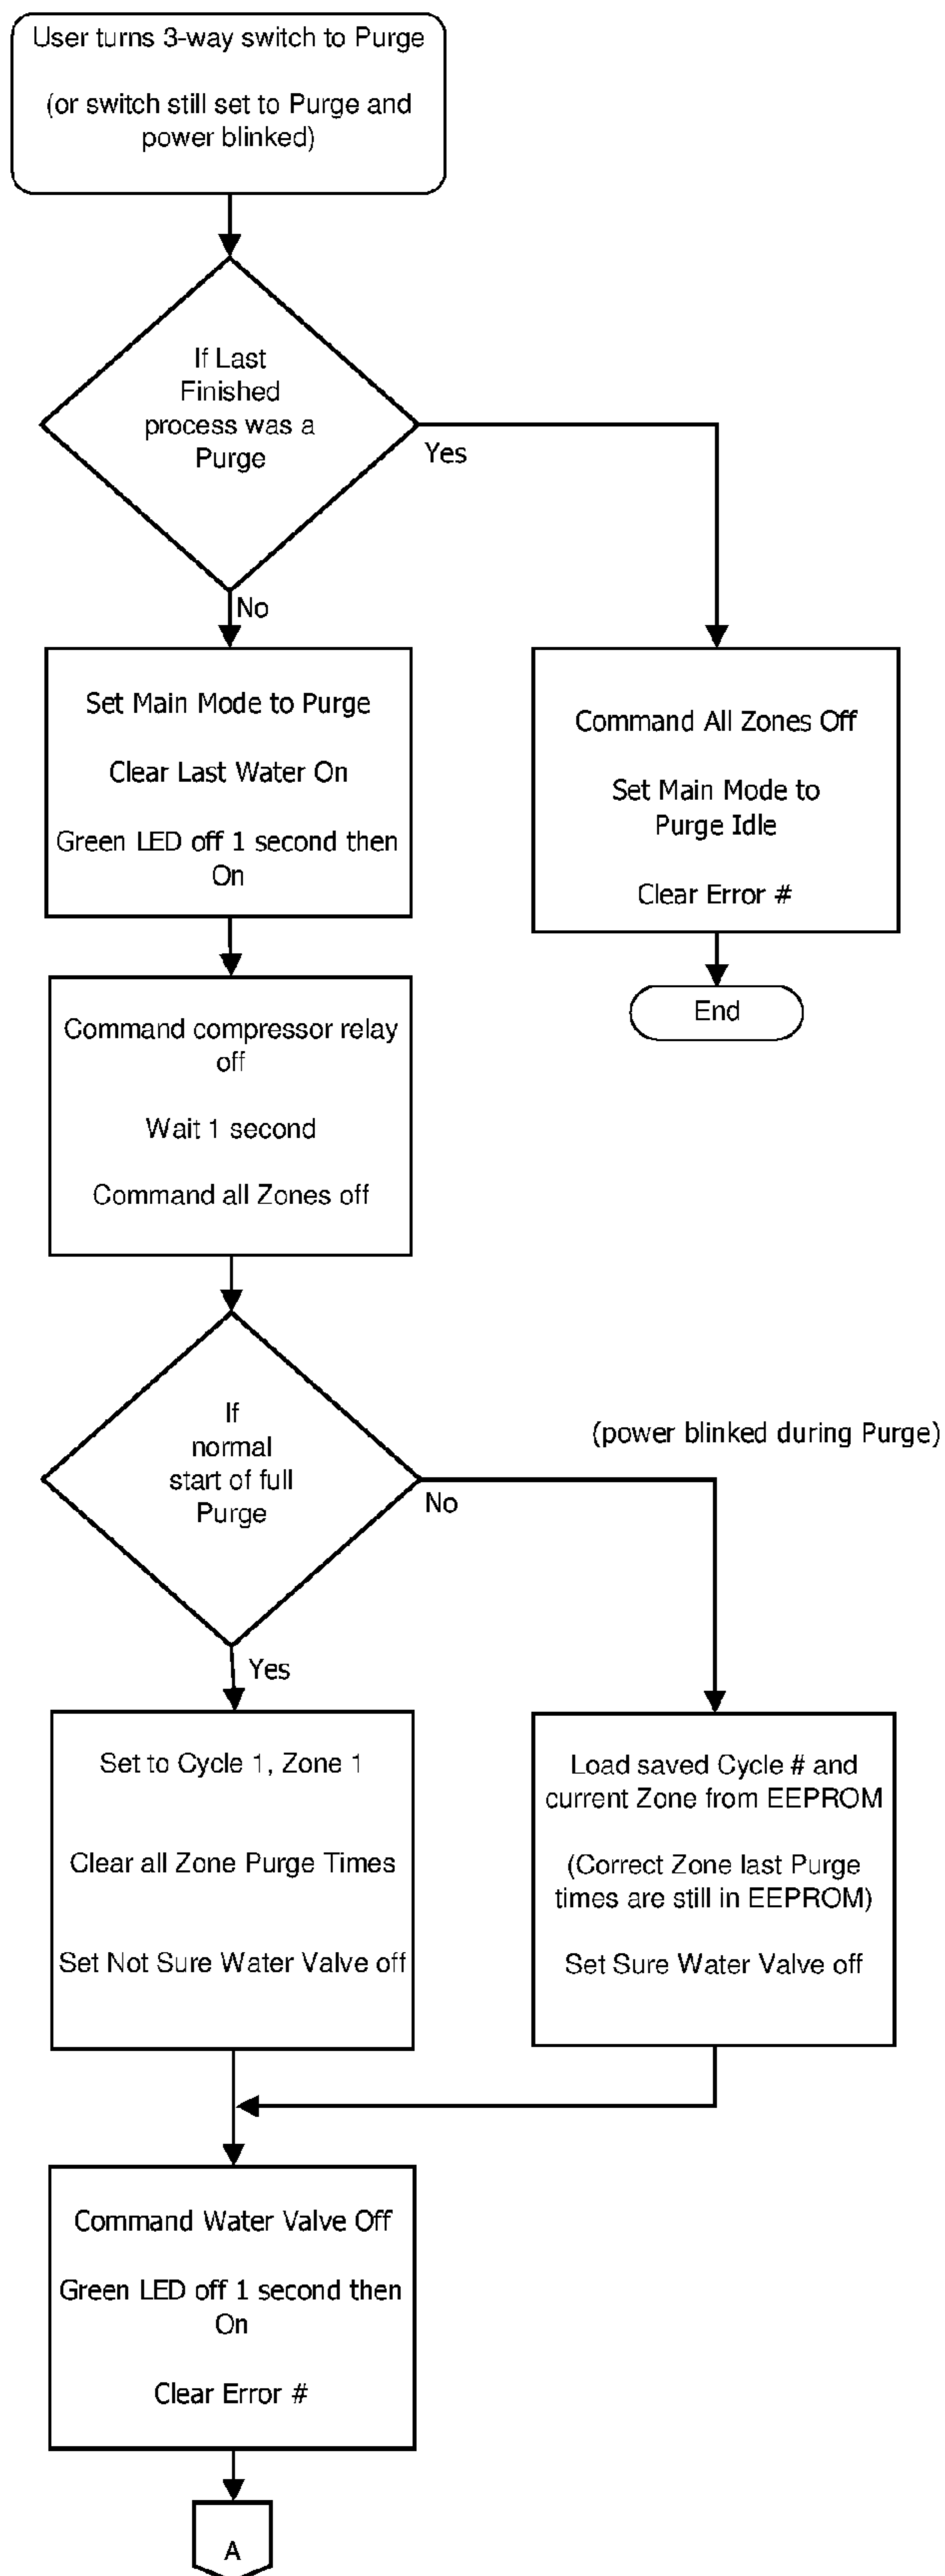 User turns 3-way switch to Purge
(or switch still set to Purge and
power blinked)
If Last
Finished
process was a
Purge
Yes
No
Set Main Mode to Purge
Clear Last Water On
Green LED off 1 second then
On
Command All Zones Off
Set Main Mode to
Purge Idle
Clear Error #
End
Command compressor relay
off
Wait 1 second
Command all Zones off
If
normal
start of full
Purge
(power blinked during Purge)
No
Yes
Set to Cycle 1, Zone 1
Clear all Zone Purge Times
Set Not Sure Water Valve off
Load saved Cycle # and
current Zone from EEPROM
(Correct Zone last Purge
times are still in EEPROM)
Set Sure Water Valve off
Command Water Valve Off
Green LED off 1 second then
On
Clear Error #
A